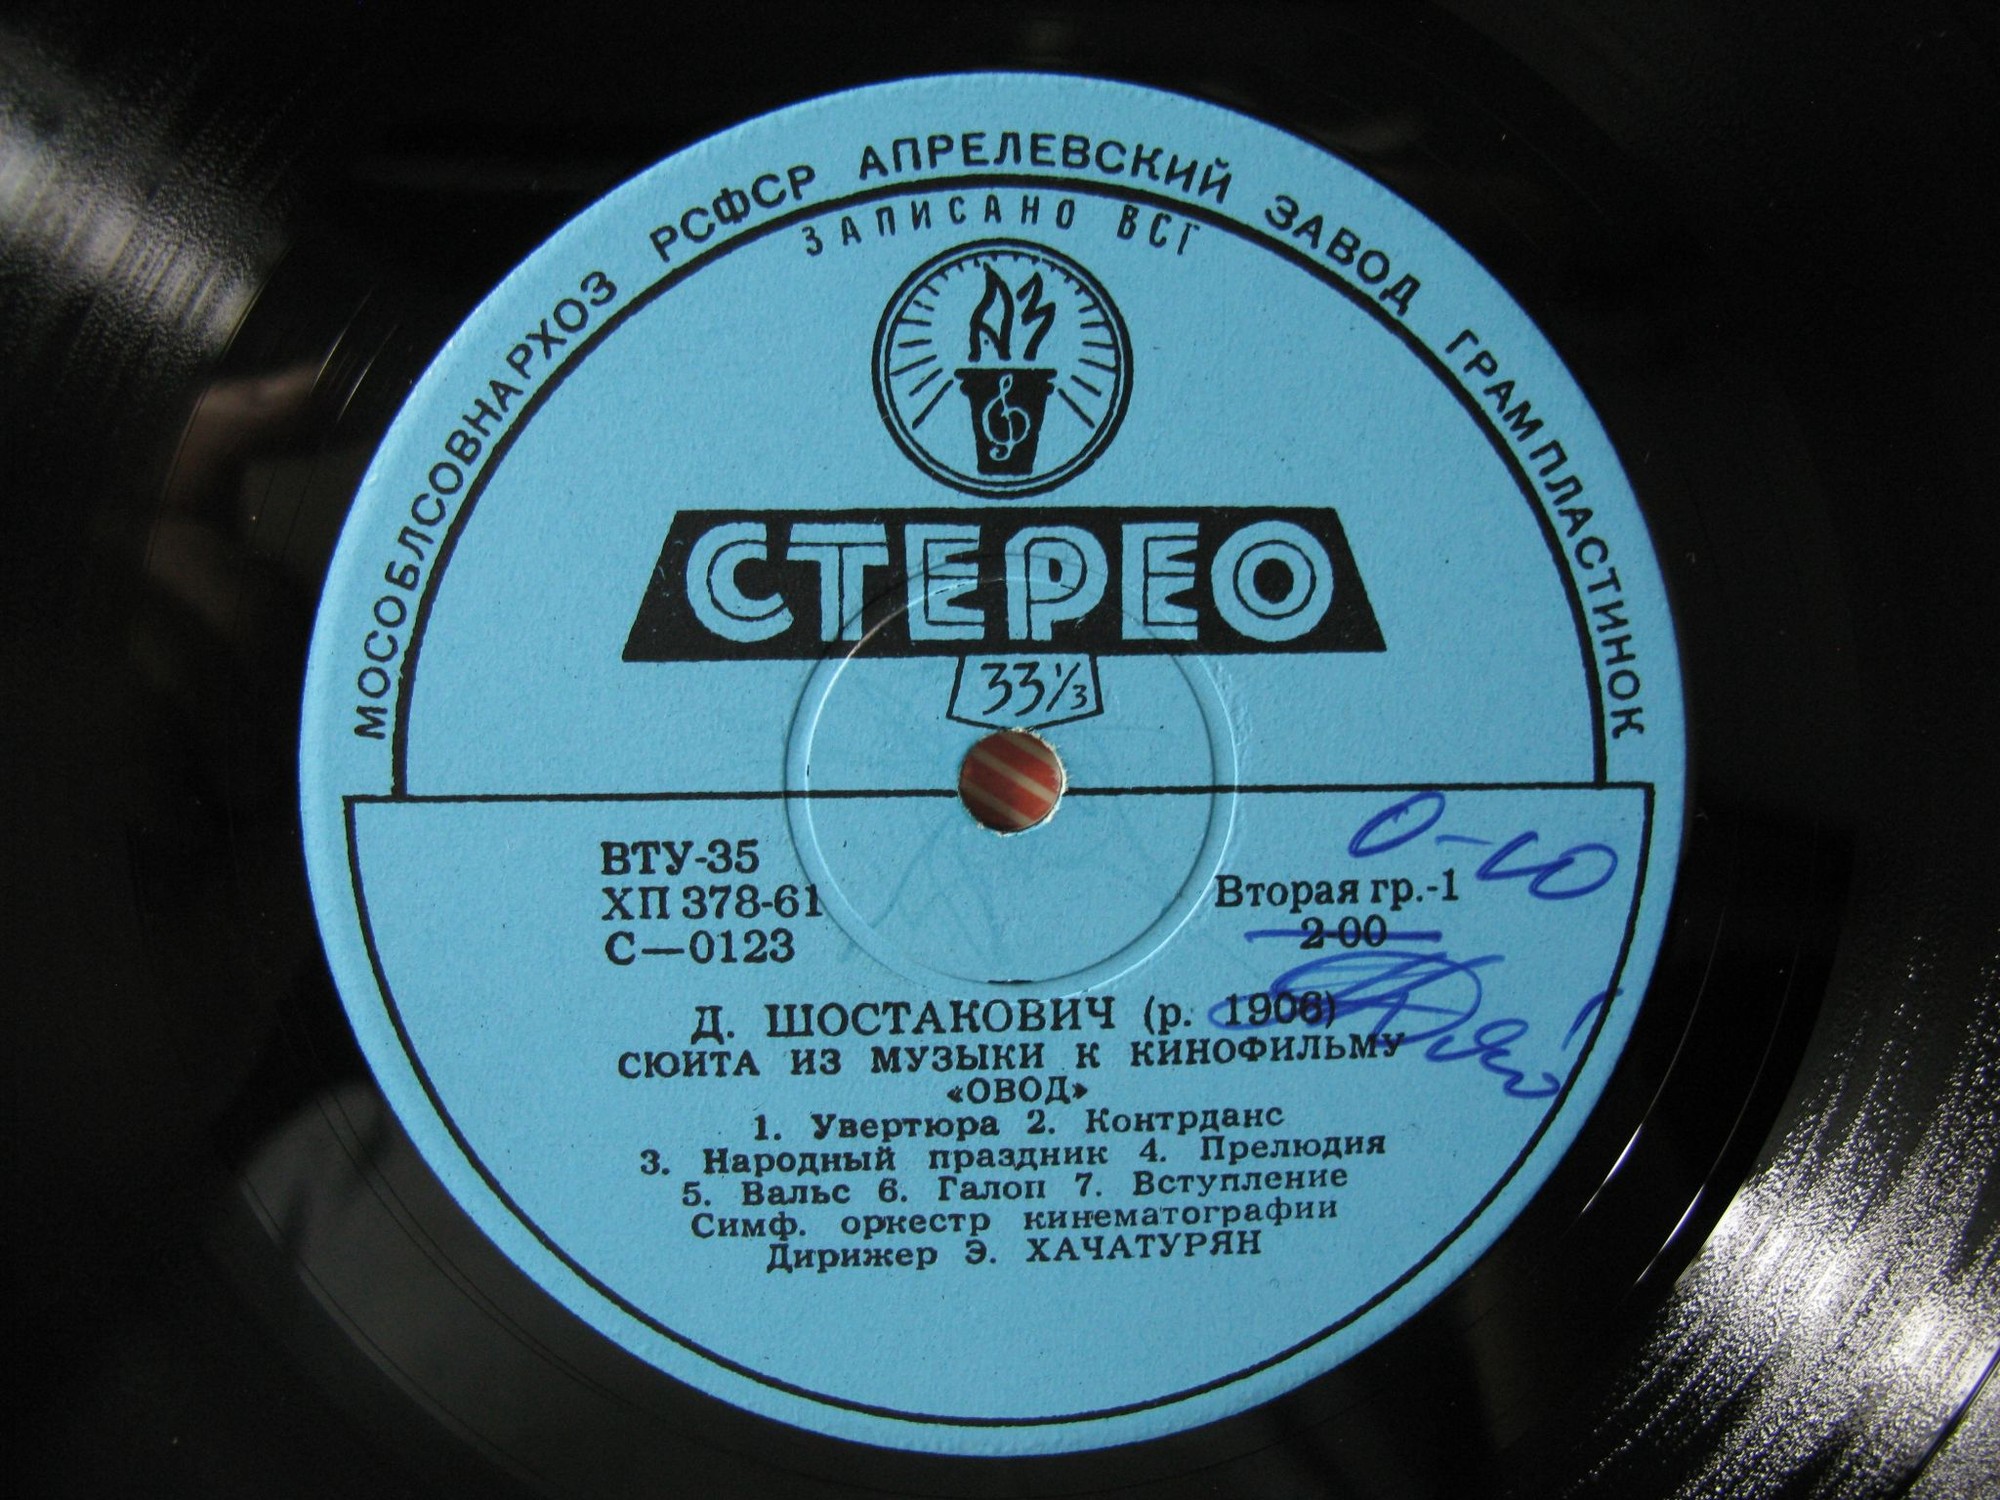 МОСОБЛСОВНАРХОЗ РСФСР АПРЕЛЕВСКИЙ ЗАВОД ГРАМПЛАСТИНОК
ЗАПИСАНО ВСГ
АЗ
СТЕРЕО
33⅓
0-10
ВТУ-35
ХП 378-61
С—0123
Вторая гр.-1
2-00
Д. ШОСТАКОВИЧ (р. 1906)
СЮИТА ИЗ МУЗЫКИ К КИНОФИЛЬМУ
«ОВОД»
1. Увертюра 2. Контрданс
3. Народный праздник 4. Прелюдия
5. Вальс 6. Галоп 7. Вступление
Симф. оркестр кинематографии
Дирижер Э. ХАЧАТУРЯН